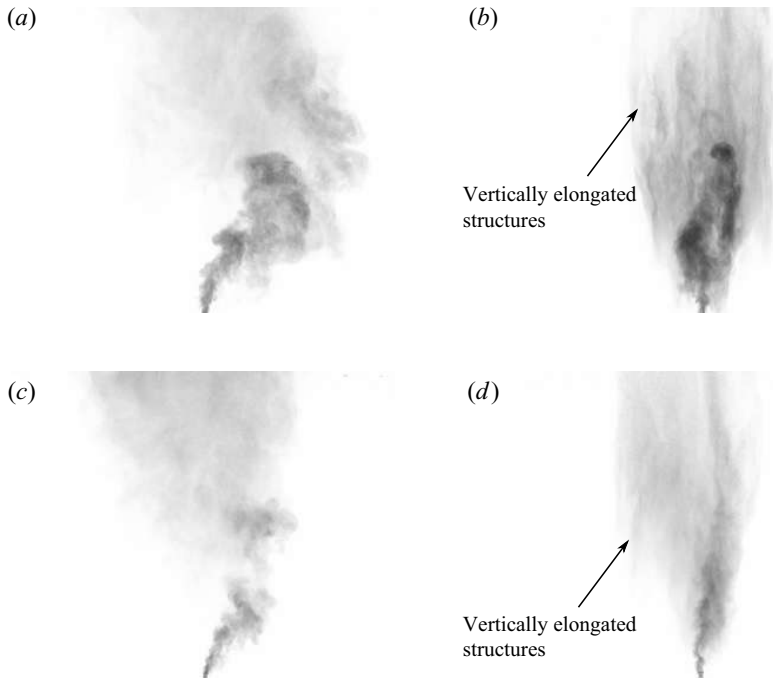 (a)
(b)
Vertically elongated
structures
(c)
(d)
Vertically elongated
structures